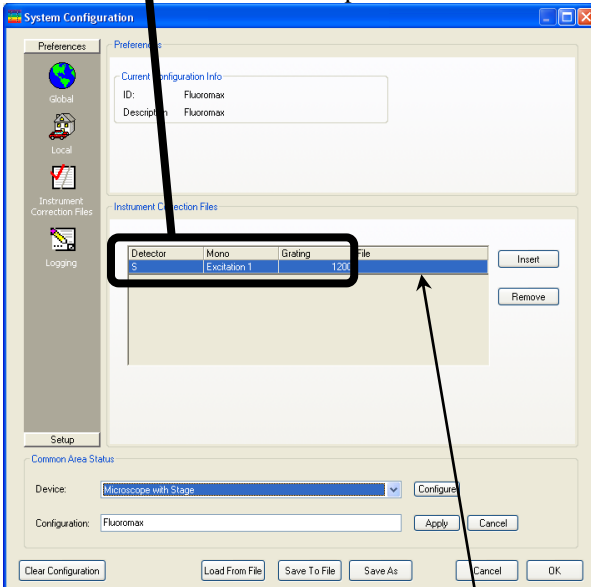 System Configuration
Preferences
Global
Local
Instrument
Correction Files
Logging
Setup
Preferences
Current Configuration Info
ID: Fluoromax
Description Fluoromax
Instrument Correction Files
Detector Mono Grating File
S Excitation 1 1200
Insert
Remove
Common Area Status
Device: Microscope with Stage Configure
Configuration: Fluoromax Apply Cancel
Clear Configuration Load From File Save To File Save As Cancel OK